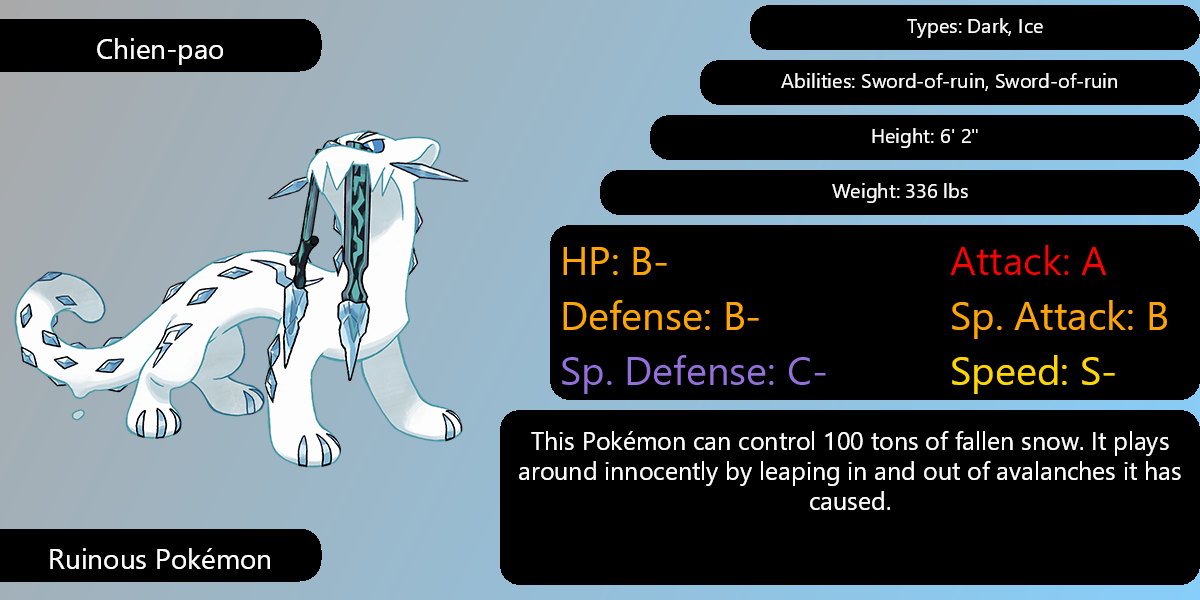 Chien-pao
Types: Dark, Ice
Abilities: Sword-of-ruin, Sword-of-ruin
Height: 6' 2"
Weight: 336 lbs
HP: B-
Attack: A
Defense: B-
Sp. Attack: B
Sp. Defense: C-
Speed: S-
This Pokémon can control 100 tons of fallen snow. It plays
around innocently by leaping in and out of avalanches it has
caused.
Ruinous Pokémon